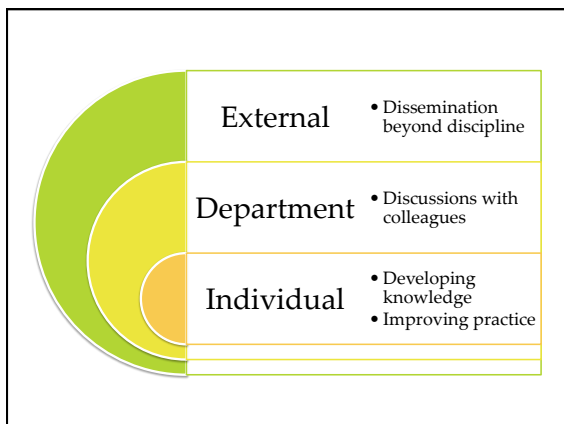 External
• Dissemination
beyond discipline
Department
• Discussions with
colleagues
Individual
• Developing
knowledge
• Improving practice